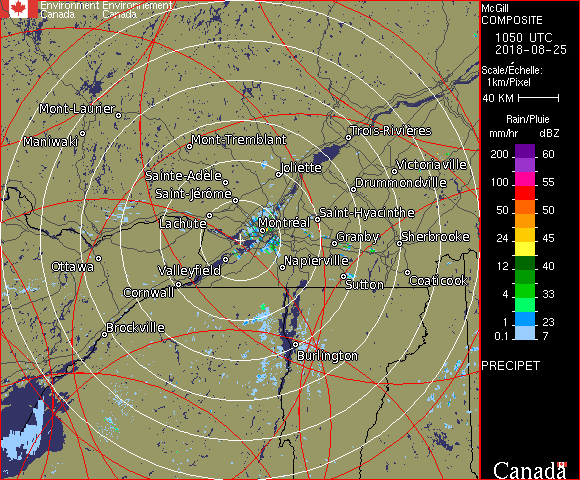 Environment Environnement
Canada Canada
McGill
COMPOSITE
1050 UTC
2018-08-25
Scale/Échelle:
1km/Pixel
40 KM
Rain/Pluie
mm/hr dBZ
200 60
100 55
50 50
24 45
12 40
4 33
1 23
0.1 7
PRECIPET
Canada
Mont-Laurier
Maniwaki
Mont-Tremblant
Trois-Rivières
Sainte-Adèle
Joliette
Victoriaville
Saint-Jérôme
Drummondville
Lachute
Montréal
Saint-Hyacinthe
Granby
Sherbrooke
Ottawa
Valleyfield
Napierville
Cornwall
Sutton
Coaticook
Brockville
Burlington